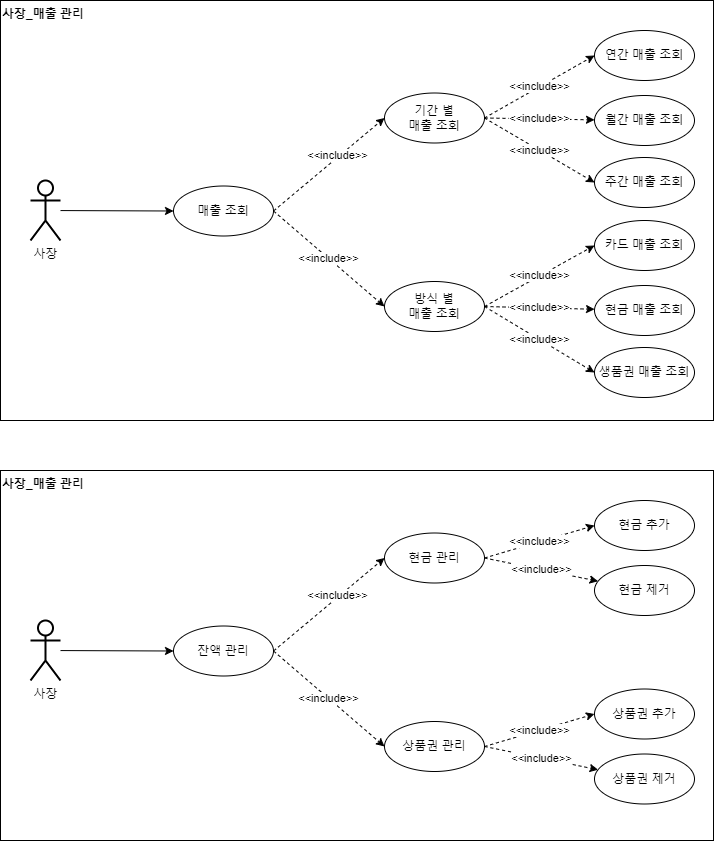 사장_매출 관리
연간 매출 조회
<<include>>
기간 별
매출 조회
<<include>>
월간 매출 조회
<<include>>
<<include>>
주간 매출 조회
매출 조회
사장
카드 매출 조회
<<include>>
<<include>>
방식 별
매출 조회
<<include>>
현금 매출 조회
<<include>>
생품권 매출 조회
사장_매출 관리
현금 추가
<<include>>
현금 관리
<<include>>
현금 제거
<<include>>
잔액 관리
사장
<<include>>
상품권 추가
<<include>>
상품권 관리
<<include>>
상품권 제거